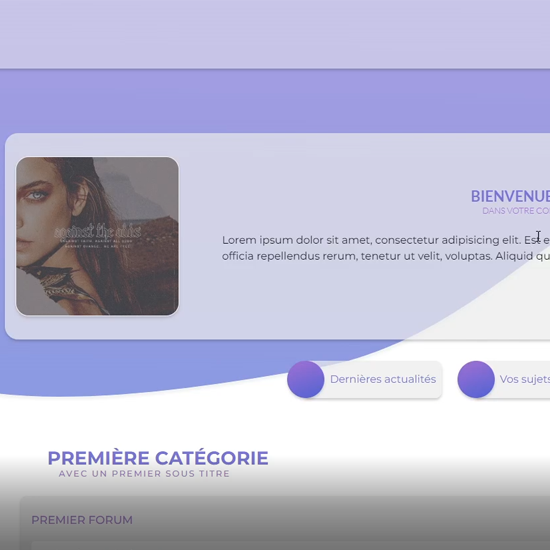 BIENVENUE
DANS VOTRE CO
against the odds
Lorem ipsum dolor sit amet, consectetur adipisicing elit. Est e
officia repellendus rerum, tenetur ut velit, voluptas. Aliquid qu
Dernières actualités
Vos sujets
PREMIÈRE CATÉGORIE
AVEC UN PREMIER SOUS TITRE
PREMIER FORUM